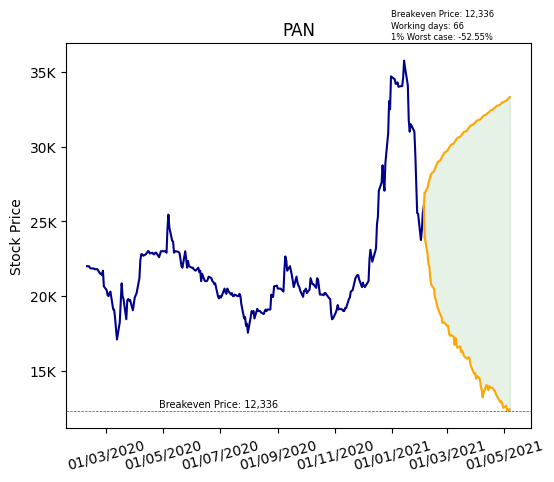 Breakeven Price: 12,336
Working days: 66
1% Worst case: -52.55%
PAN
Stock Price
35K
30K
25K
20K
15K
Breakeven Price: 12,336
01/03/2020
01/05/2020
01/07/2020
01/09/2020
01/11/2020
01/01/2021
01/03/2021
01/05/2021